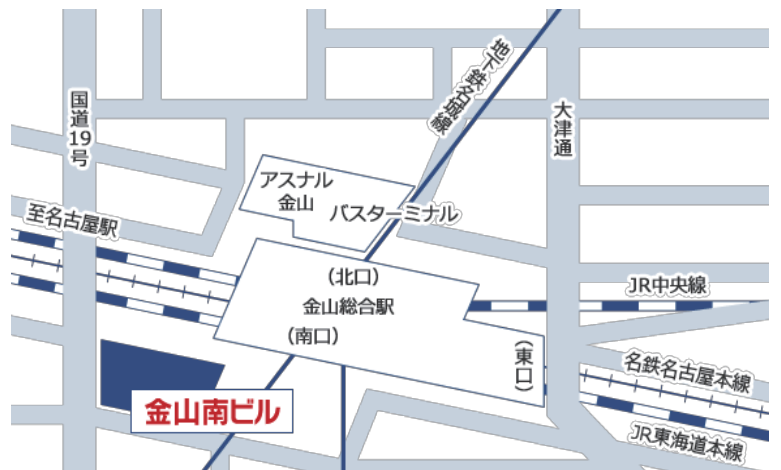 国道19号
地下鉄名城線
大津通
アスナル
金山
バスターミナル
至名古屋駅
(北口)
金山総合駅
(南口)
(東口)
JR中央線
名鉄名古屋本線
JR東海道本線
金山南ビル